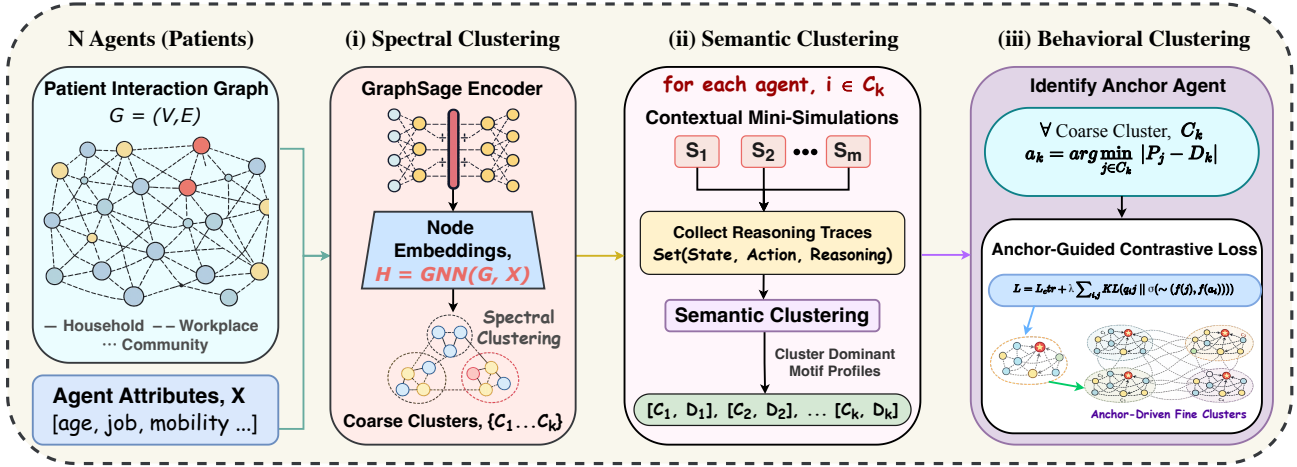 N Agents (Patients)
Patient Interaction Graph
G = (V,E)
— Household – – Workplace
··· Community
Agent Attributes, X
[age, job, mobility ...]
(i) Spectral Clustering
GraphSage Encoder
Node
Embeddings,
H = GNN(G, X)
Spectral
Clustering
Coarse Clusters, {C₁...Cₖ}
(ii) Semantic Clustering
for each agent, i ∈ Cₖ
Contextual Mini-Simulations
S₁ S₂ ••• Sₘ
Collect Reasoning Traces
Set(State, Action, Reasoning)
Semantic Clustering
Cluster Dominant
Motif Profiles
[C₁, D₁], [C₂, D₂], ... [Cₖ, Dₖ]
(iii) Behavioral Clustering
Identify Anchor Agent
∀ Coarse Cluster, Cₖ
aₖ = arg min |Pⱼ − Dₖ|
j∈Cₖ
Anchor-Guided Contrastive Loss
L = Lₑtr + λ ∑ᵢ,ⱼ KL(qᵢj || σ(∼ (f(j), f(aᵢ))))
Anchor-Driven Fine Clusters